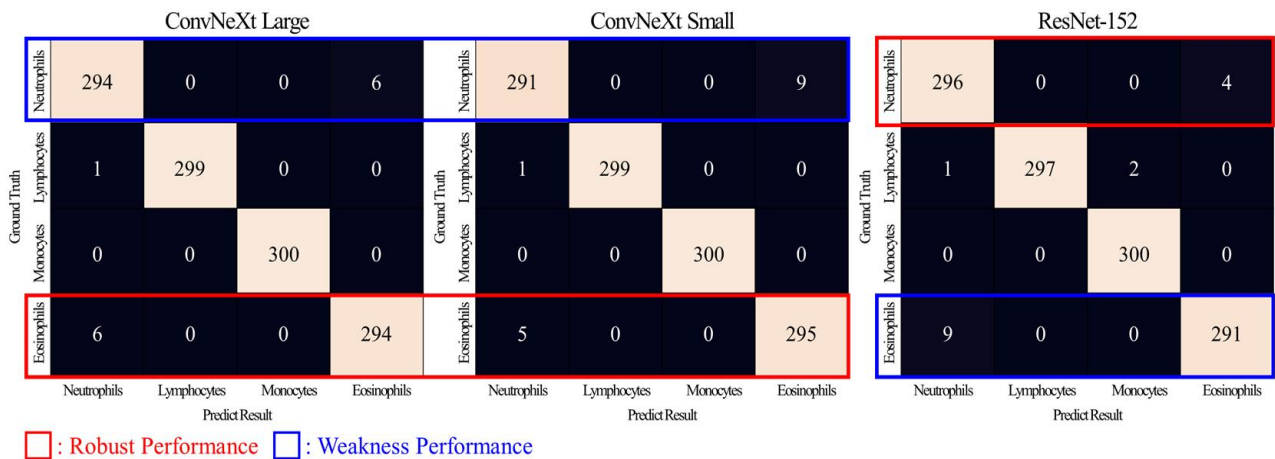 ConvNeXt Large ConvNeXt Small ResNet-152
Neutrophils 294 0 0 6 Neutrophils 291 0 0 9 Neutrophils 296 0 0 4
Lymphocytes 1 299 0 0 Lymphocytes 1 299 0 0 Lymphocytes 1 297 2 0
Ground Truth Ground Truth Ground Truth
Monocytes 0 0 300 0 Monocytes 0 0 300 0 Monocytes 0 0 300 0
Eosinophils 6 0 0 294 Eosinophils 5 0 0 295 Eosinophils 9 0 0 291
Neutrophils Lymphocytes Monocytes Eosinophils Neutrophils Lymphocytes Monocytes Eosinophils Neutrophils Lymphocytes Monocytes Eosinophils
Predict Result Predict Result Predict Result
: Robust Performance : Weakness Performance